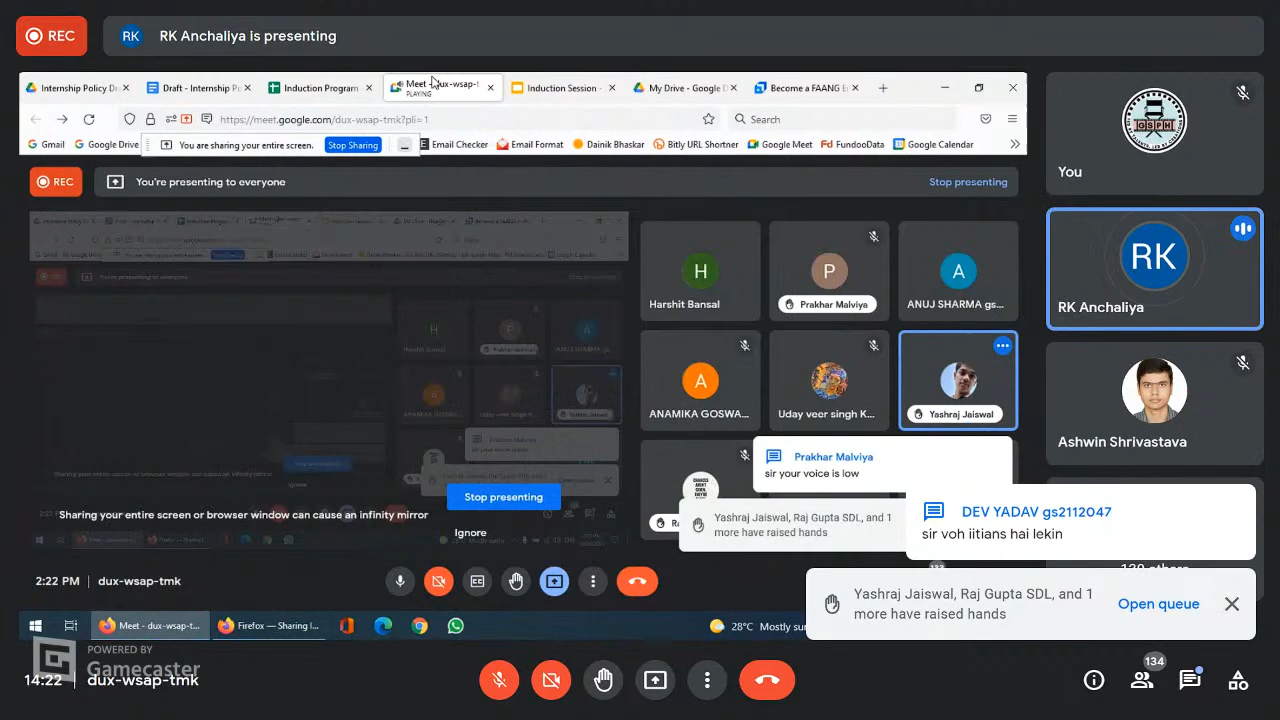 REC
RK
RK Anchaliya is presenting
Internship Policy Dr
Draft - Internship P
Induction Program
Meet - dux-wsap-t
PLAYING
Induction Session -
My Drive - Google D
Become a FAANG E
https://meet.google.com/dux-wsap-tmk?pli=1
Search
Gmail
Google Drive
You are sharing your entire screen.
Stop Sharing
Email Checker
Email Format
Dainik Bhaskar
Bitly URL Shortner
Google Meet
FundooData
Google Calendar
REC
You're presenting to everyone
Stop presenting
H
Harshit Bansal
P
Prakhar Malviya
A
ANUJ SHARMA gs...
A
ANAMIKA GOSWA...
Uday veer singh K...
Yashraj Jaiswal
Prakhar Malviya
sir your voice is low
Yashraj Jaiswal, Raj Gupta SDL, and 1
more have raised hands
Stop presenting
Sharing your entire screen or browser window can cause an infinity mirror
Ignore
2:22 PM
dux-wsap-tmk
Meet - dux-wsap-t...
Firefox — Sharing I...
28°C Mostly su
You
RK
RK Anchaliya
Ashwin Shrivastava
DEV YADAV gs2112047
sir voh iitians hai lekin
Yashraj Jaiswal, Raj Gupta SDL, and 1
more have raised hands
Open queue
POWERED BY
Gamecaster
14:22
dux-wsap-tmk
134